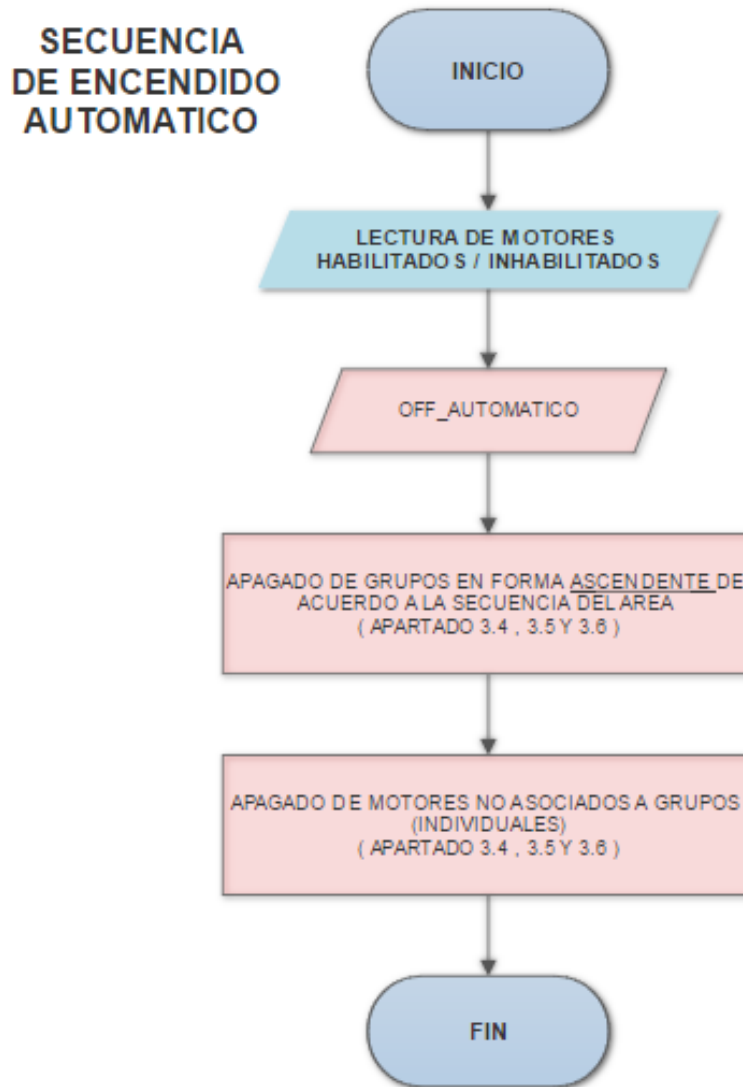 SECUENCIA
DE ENCENDIDO
AUTOMATICO
INICIO
LECTURA DE MOTORES
HABILITADOS / INHABILITADOS
OFF_AUTOMATICO
APAGADO DE GRUPOS EN FORMA ASCENDENTE DE
ACUERDO A LA SECUENCIA DEL AREA
( APARTADO 3.4 , 3.5 Y 3.6 )
APAGADO DE MOTORES NO ASOCIADOS A GRUPOS
(INDIVIDUALES)
( APARTADO 3.4 , 3.5 Y 3.6 )
FIN